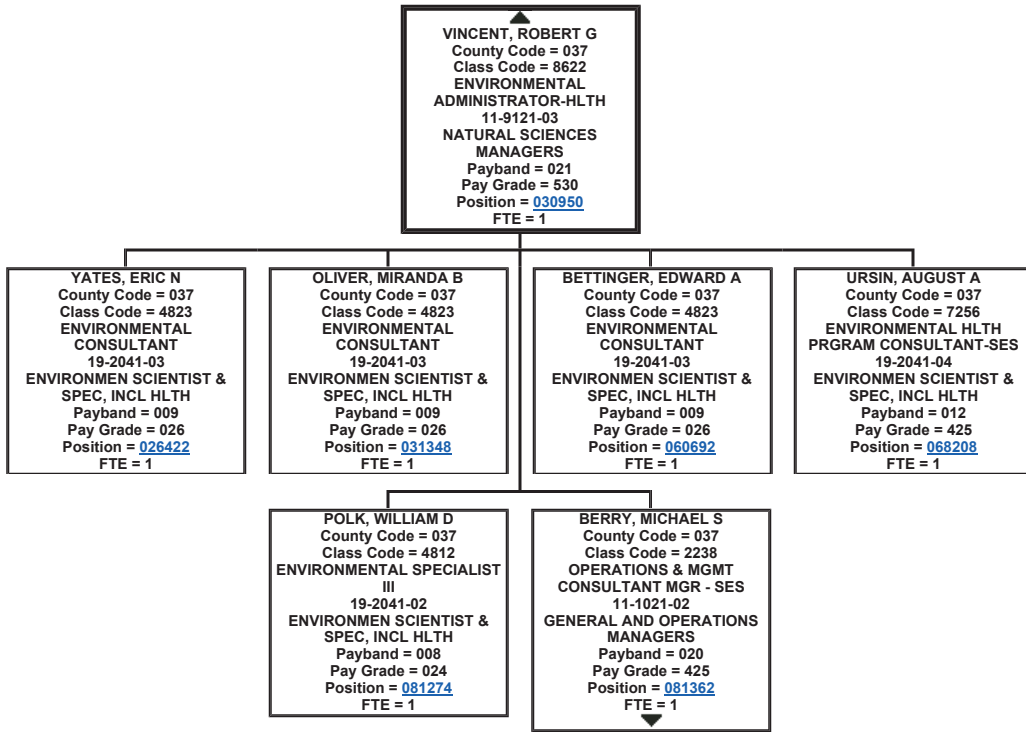 VINCENT, ROBERT G
County Code = 037
Class Code = 8622
ENVIRONMENTAL
ADMINISTRATOR-HLTH
11-9121-03
NATURAL SCIENCES
MANAGERS
Payband = 021
Pay Grade = 530
Position = 030950
FTE = 1
YATES, ERIC N
County Code = 037
Class Code = 4823
ENVIRONMENTAL
CONSULTANT
19-2041-03
ENVIRONMEN SCIENTIST &
SPEC, INCL HLTH
Payband = 009
Pay Grade = 026
Position = 026422
FTE = 1
OLIVER, MIRANDA B
County Code = 037
Class Code = 4823
ENVIRONMENTAL
CONSULTANT
19-2041-03
ENVIRONMEN SCIENTIST &
SPEC, INCL HLTH
Payband = 009
Pay Grade = 026
Position = 031348
FTE = 1
BETTINGER, EDWARD A
County Code = 037
Class Code = 4823
ENVIRONMENTAL
CONSULTANT
19-2041-03
ENVIRONMEN SCIENTIST &
SPEC, INCL HLTH
Payband = 009
Pay Grade = 026
Position = 060692
FTE = 1
URSIN, AUGUST A
County Code = 037
Class Code = 7256
ENVIRONMENTAL HLTH
PRGRAM CONSULTANT-SES
19-2041-04
ENVIRONMEN SCIENTIST &
SPEC, INCL HLTH
Payband = 012
Pay Grade = 425
Position = 068208
FTE = 1
POLK, WILLIAM D
County Code = 037
Class Code = 4812
ENVIRONMENTAL SPECIALIST
III
19-2041-02
ENVIRONMEN SCIENTIST &
SPEC, INCL HLTH
Payband = 008
Pay Grade = 024
Position = 081274
FTE = 1
BERRY, MICHAEL S
County Code = 037
Class Code = 2238
OPERATIONS & MGMT
CONSULTANT MGR - SES
11-1021-02
GENERAL AND OPERATIONS
MANAGERS
Payband = 020
Pay Grade = 425
Position = 081362
FTE = 1